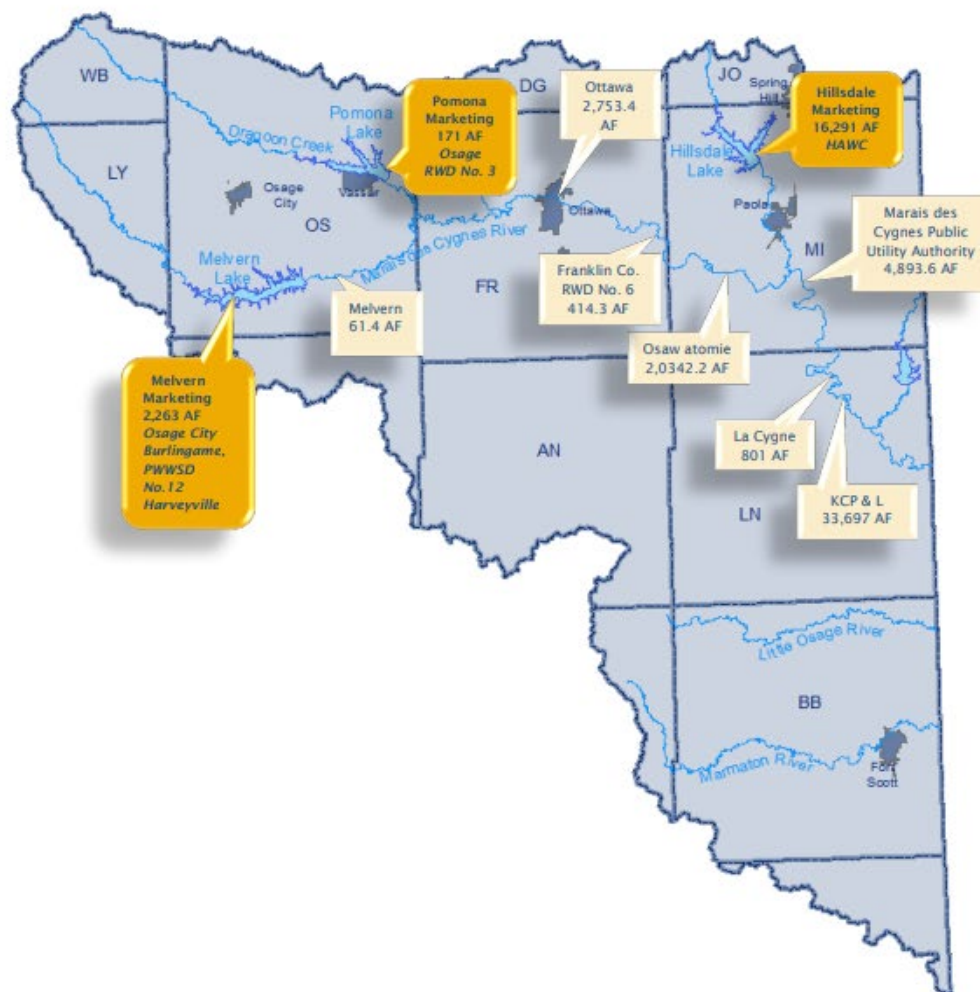 WB
LY
OS
DG
FR
JO
MI
AN
LN
BB
Dragoon Creek
Pomona
Lake
Vassar
Osage
City
Melvern
Lake
Marais des Cygnes River
Ottawa
Spring
Hill
Hillsdale
Lake
Paola
Little Osage River
Marmaton River
Fort
Scott
Pomona
Marketing
171 AF
Osage
RWD No. 3
Ottawa
2,753.4
AF
Hillsdale
Marketing
16,291 AF
HAWC
Marais des
Cygnes Public
Utility Authority
4,893.6 AF
Franklin Co.
RWD No. 6
414.3 AF
Melvern
61.4 AF
Osaw atomie
2,0342.2 AF
Melvern
Marketing
2,263 AF
Osage City
Burlingame,
PWWSD
No.12
Harveyville
La Cygne
801 AF
KCP & L
33,697 AF